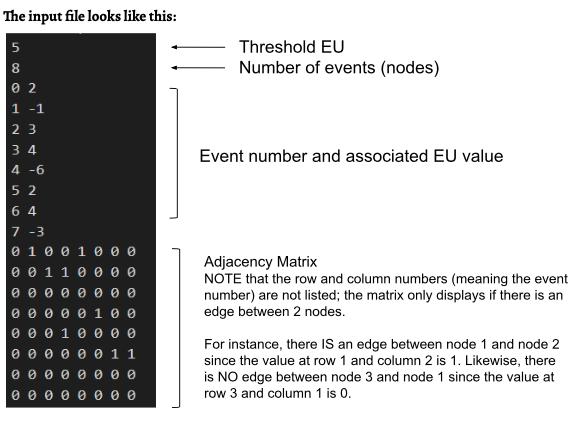 The input file looks like this:
5
Threshold EU
8
Number of events (nodes)
0 2
1 -1
2 3
3 4
4 -6
5 2
6 4
7 -3
Event number and associated EU value
0 1 0 0 1 0 0 0
0 0 1 1 0 0 0 0
0 0 0 0 0 0 0 0
0 0 0 0 0 1 0 0
0 0 0 1 0 0 0 0
0 0 0 0 0 0 1 1
0 0 0 0 0 0 0 0
0 0 0 0 0 0 0 0
Adjacency Matrix
NOTE that the row and column numbers (meaning the event
number) are not listed; the matrix only displays if there is an
edge between 2 nodes.
For instance, there IS an edge between node 1 and node 2
since the value at row 1 and column 2 is 1. Likewise, there
is NO edge between node 3 and node 1 since the value at
row 3 and column 1 is 0.